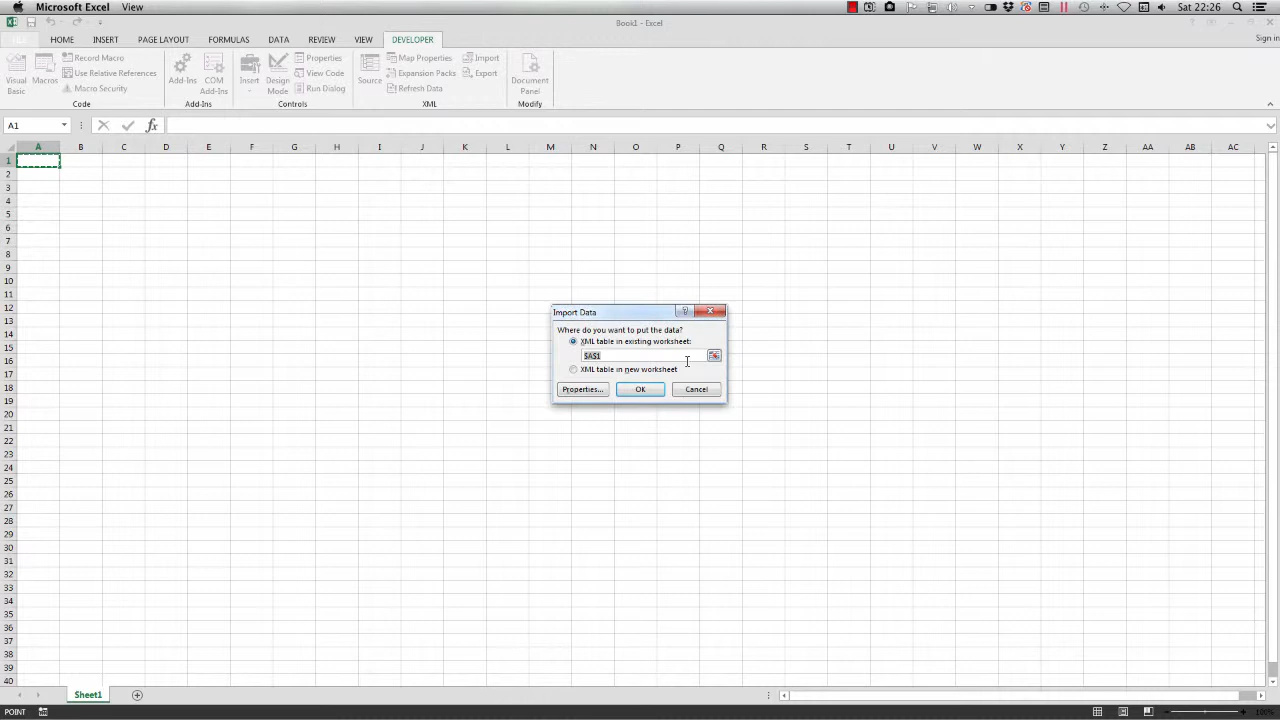 Microsoft Excel View Sat 22:26
Book1 - Excel
HOME INSERT PAGE LAYOUT FORMULAS DATA REVIEW VIEW DEVELOPER Sign in
Visual Basic
Macros
Record Macro
Use Relative References
Macro Security
Code
Add-Ins
COM Add-Ins
Add-Ins
Insert
Design Mode
Properties
View Code
Run Dialog
Controls
Source
Map Properties
Expansion Packs
Refresh Data
Import
Export
XML
Document Panel
Modify
A1 fx
A B C D E F G H I J K L M N O P Q R S T U V W X Y Z AA AB AC
1
2
3
4
5
6
7
8
9
10
11
12
13
14
15
16
17
18
19
20
21
22
23
24
25
26
27
28
29
30
31
32
33
34
35
36
37
38
39
40
Import Data
Where do you want to put the data?
XML table in existing worksheet:
$A$1
XML table in new worksheet
Properties... OK Cancel
Sheet1
POINT 100%